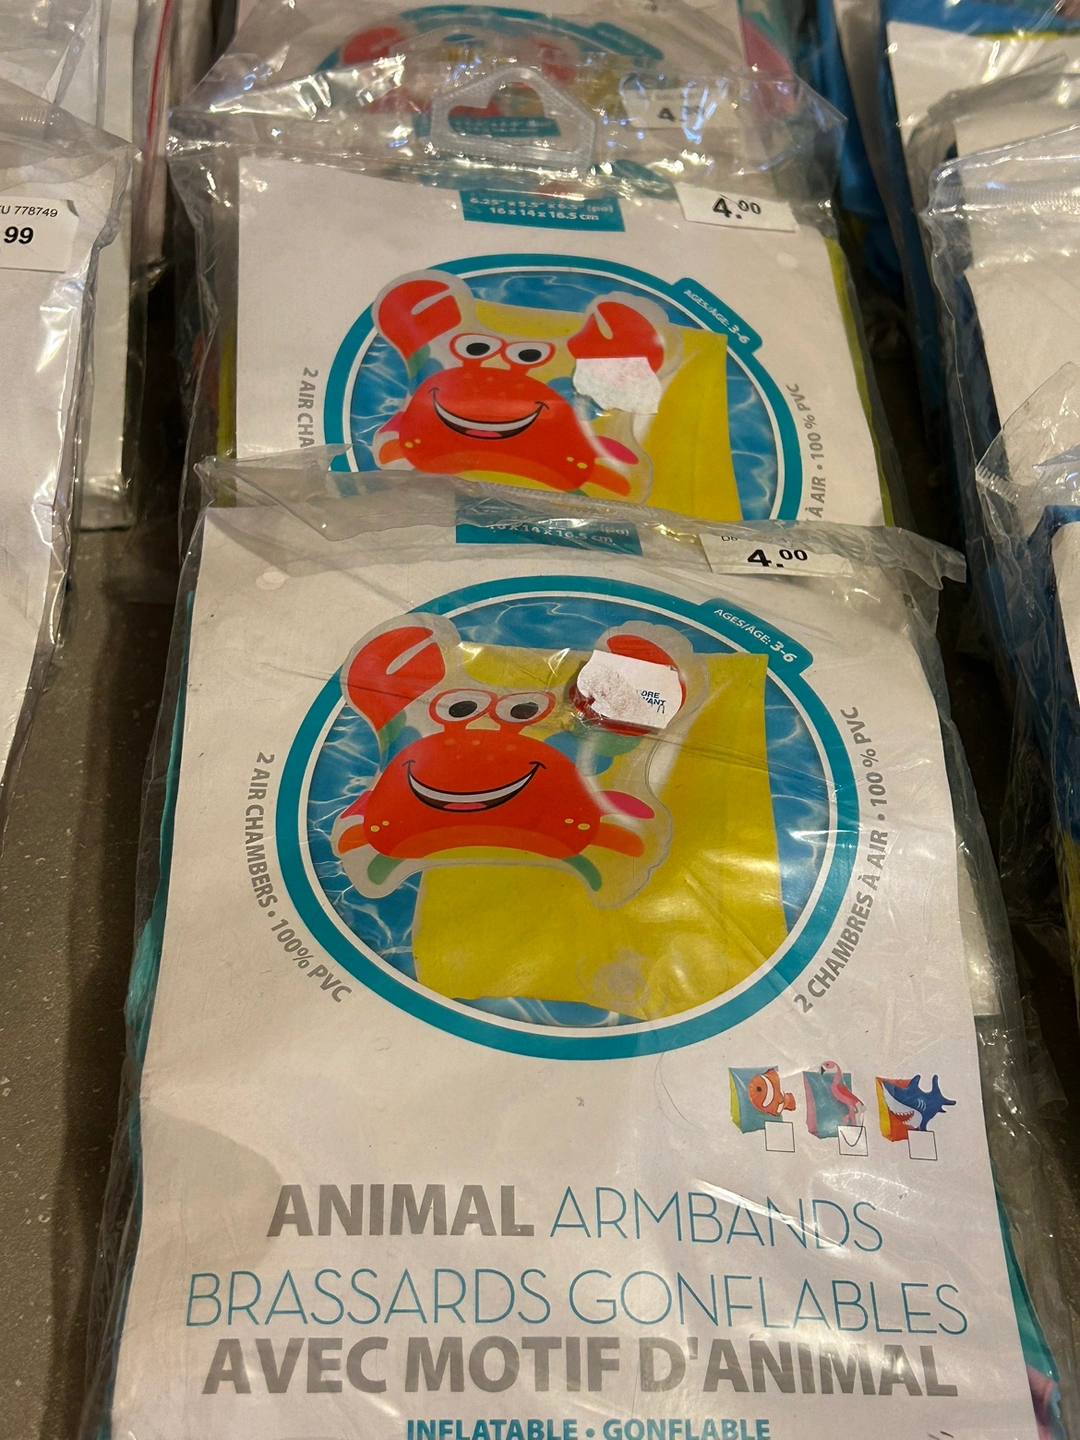 4.
U 778749
99
6.25" x 5.5" x 6.5" (po)
16 x 14 x 16.5 cm
4.00
AGES/ÂGE: 3-6
2 AIR CHA
À AIR • 100 % PVC
16 x 14 x 16.5 cm
4.00
AGES/ÂGE: 3-6
2 AIR CHAMBERS • 100% PVC
2 CHAMBRES À AIR • 100 % PVC
ANIMAL ARMBANDS
BRASSARDS GONFLABLES
AVEC MOTIF D'ANIMAL
INFLATABLE • GONFLABLE